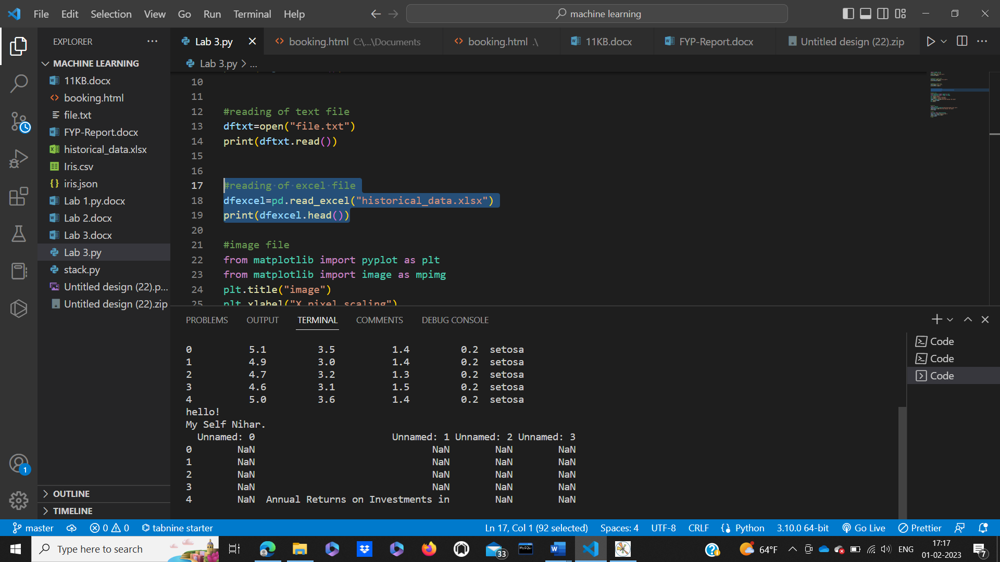 File Edit Selection View Go Run Terminal Help
machine learning
EXPLORER
Lab 3.py
booking.html C:\...\Documents
booking.html .\
11KB.docx
FYP-Report.docx
Untitled design (22).zip
Lab 3.py > ...
MACHINE LEARNING
11KB.docx
booking.html
file.txt
FYP-Report.docx
historical_data.xlsx
Iris.csv
iris.json
Lab 1.py.docx
Lab 2.docx
Lab 3.docx
Lab 3.py
stack.py
Untitled design (22).p...
Untitled design (22).zip
OUTLINE
TIMELINE
10
11
12 #reading of text file
13 dftxt=open("file.txt")
14 print(dftxt.read())
15
16
17 #reading of excel file
18 dfexcel=pd.read_excel("historical_data.xlsx")
19 print(dfexcel.head())
20
21 #image file
22 from matplotlib import pyplot as plt
23 from matplotlib import image as mpimg
24 plt.title("image")
25 plt.xlabel("X pixel scaling")
PROBLEMS OUTPUT TERMINAL COMMENTS DEBUG CONSOLE
0 5.1 3.5 1.4 0.2 setosa
1 4.9 3.0 1.4 0.2 setosa
2 4.7 3.2 1.3 0.2 setosa
3 4.6 3.1 1.5 0.2 setosa
4 5.0 3.6 1.4 0.2 setosa
hello!
My Self Nihar.
Unnamed: 0 Unnamed: 1 Unnamed: 2 Unnamed: 3
0 NaN NaN NaN NaN
1 NaN NaN NaN NaN
2 NaN NaN NaN NaN
3 NaN NaN NaN NaN
4 NaN Annual Returns on Investments in NaN NaN
Code
Code
Code
1
master 0 0 tabnine starter Ln 17, Col 1 (92 selected) Spaces: 4 UTF-8 CRLF Python 3.10.0 64-bit Go Live Prettier
Type here to search
33
MySQL
64°F
ENG
17:17
01-02-2023
7